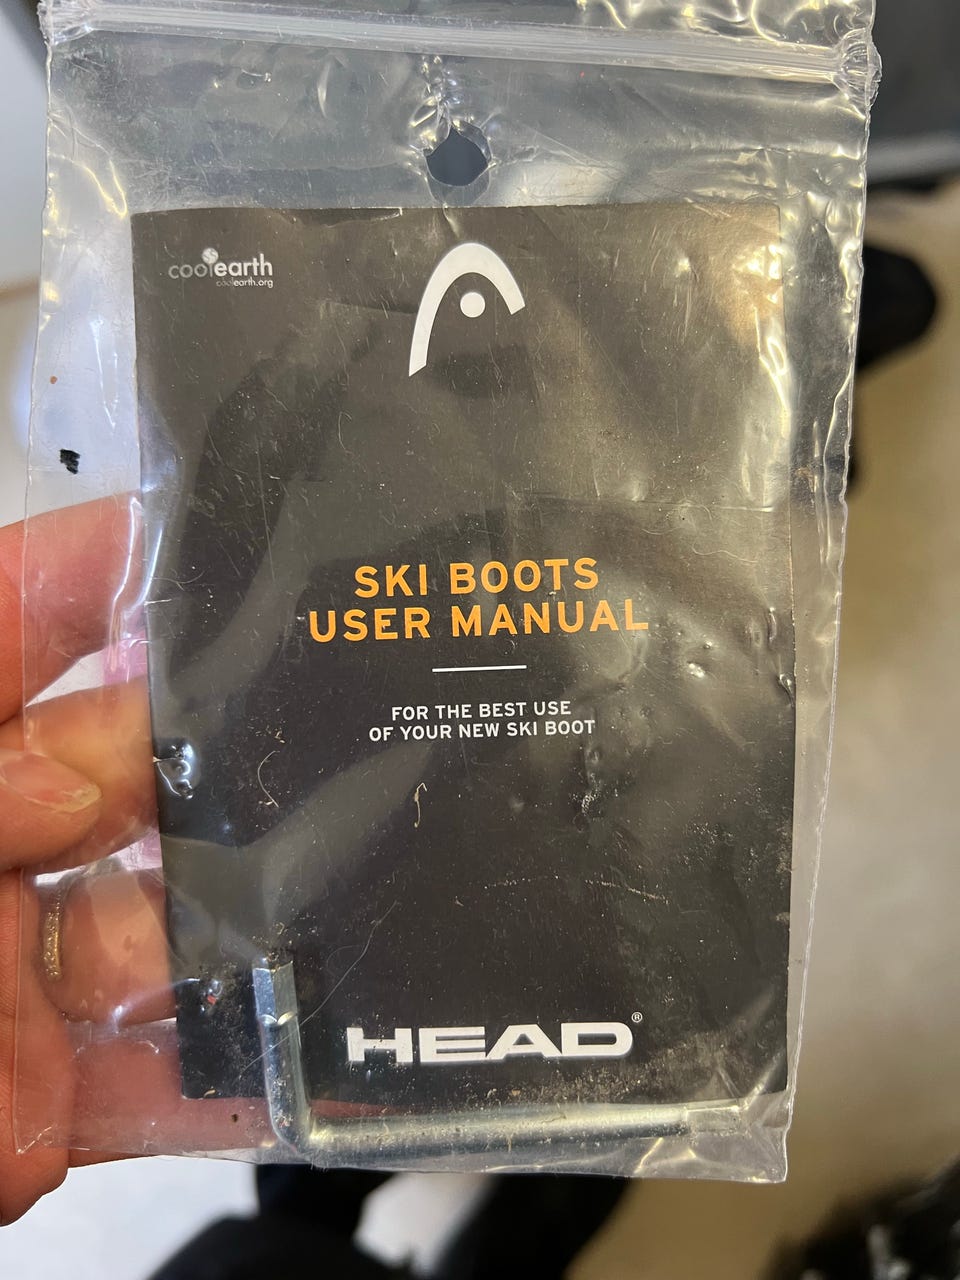 coolearth
coolearth.org
SKI BOOTS
USER MANUAL
FOR THE BEST USE
OF YOUR NEW SKI BOOT
HEAD®